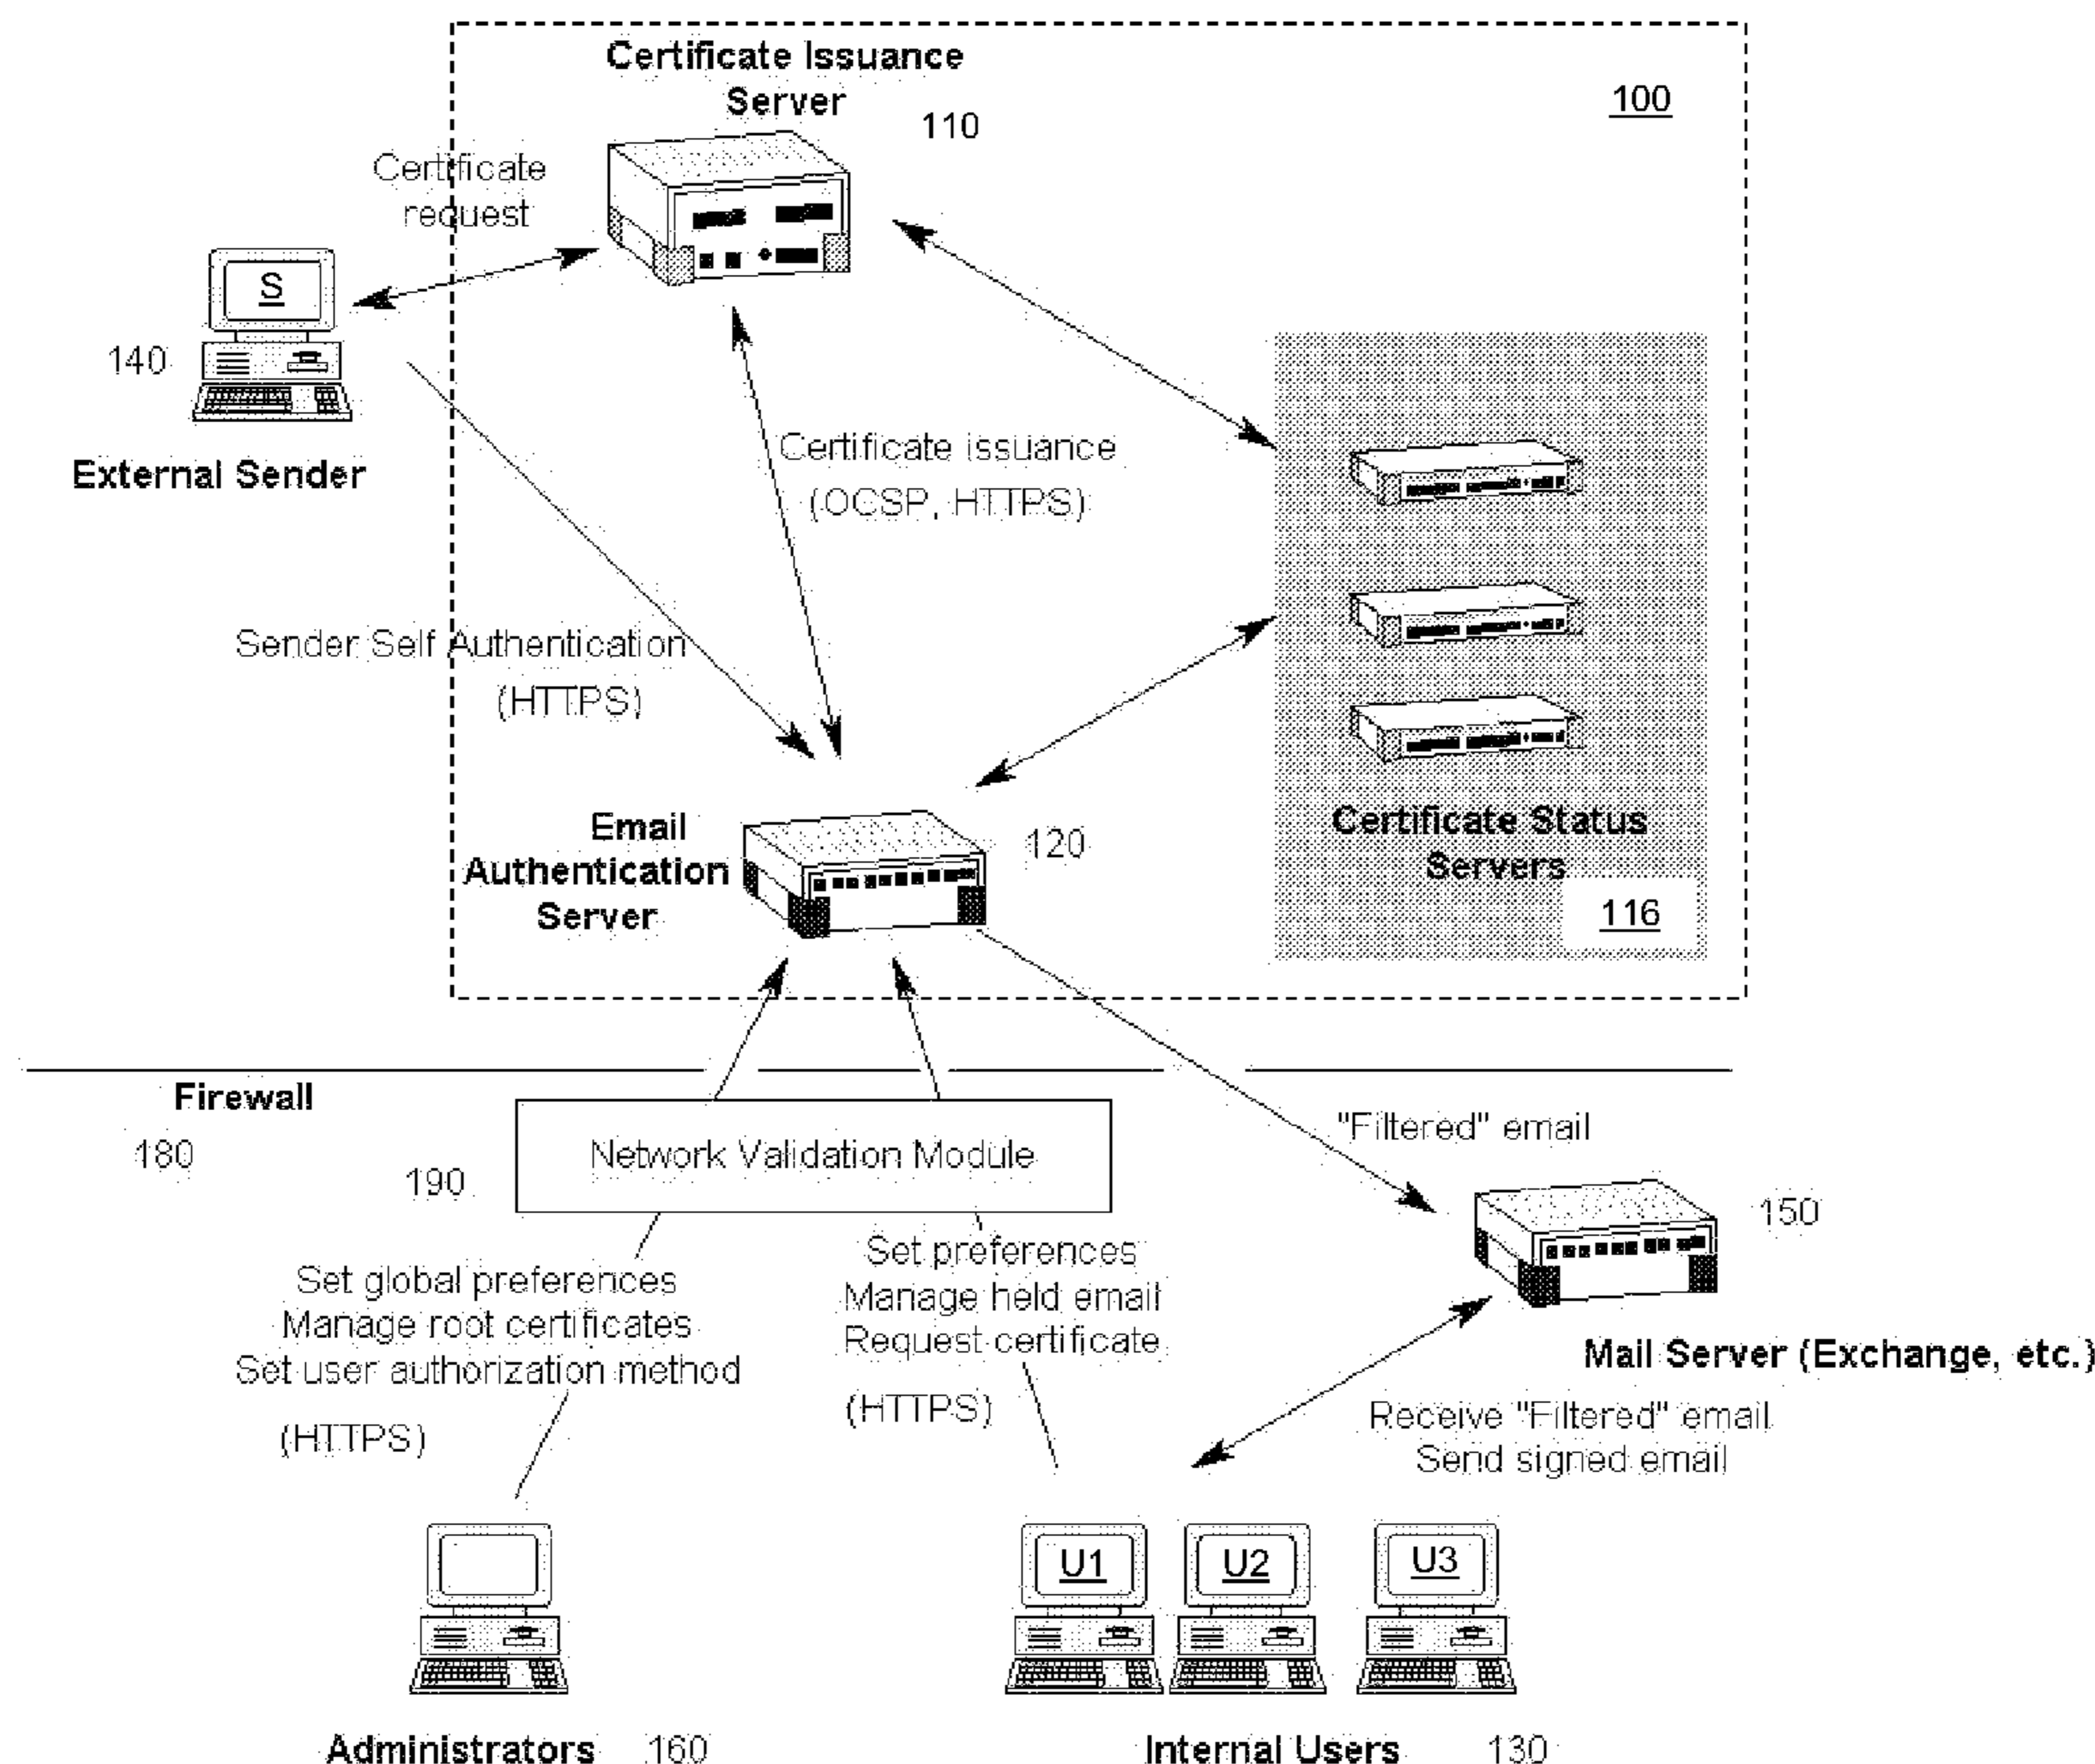 Certificate Issuance
Server
110
100
Certificate
request
S
140
External Sender
Certificate issuance
(OCSP, HTTPS)
Sender Self Authentication
(HTTPS)
Email
Authentication
Server
120
Certificate Status
Servers
116
Firewall
180
190
Network Validation Module
"Filtered" email
150
Set global preferences
Manage root certificates
Set user authorization method
(HTTPS)
Set preferences
Manage held email
Request certificate
(HTTPS)
Mail Server (Exchange, etc.)
Receive "Filtered" email
Send signed email
U1
U2
U3
Administrators 160
Internal Users 130